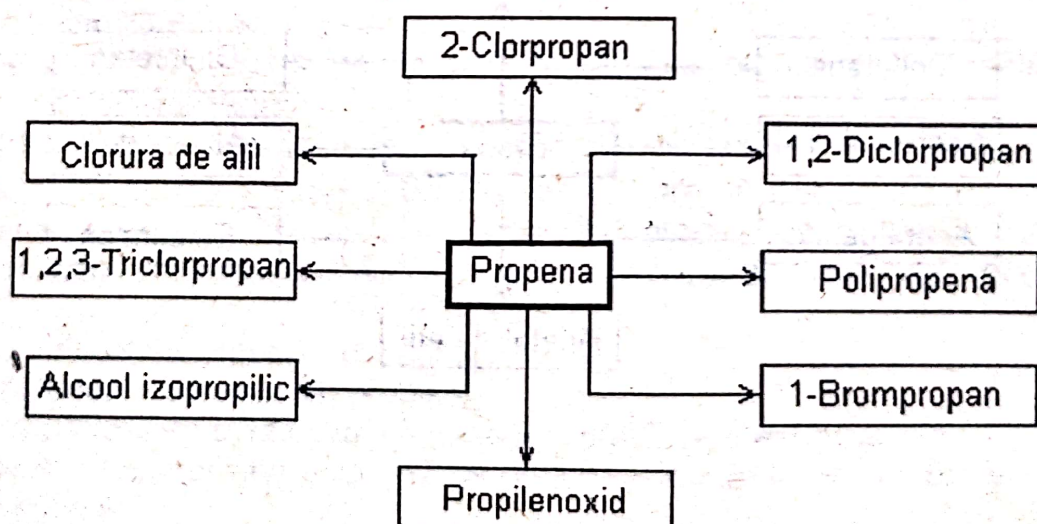 2-Clorpropan
Clorura de alil
1,2-Diclorpropan
1,2,3-Triclorpropan
Propena
Polipropena
Alcool izopropilic
1-Brompropan
Propilenoxid